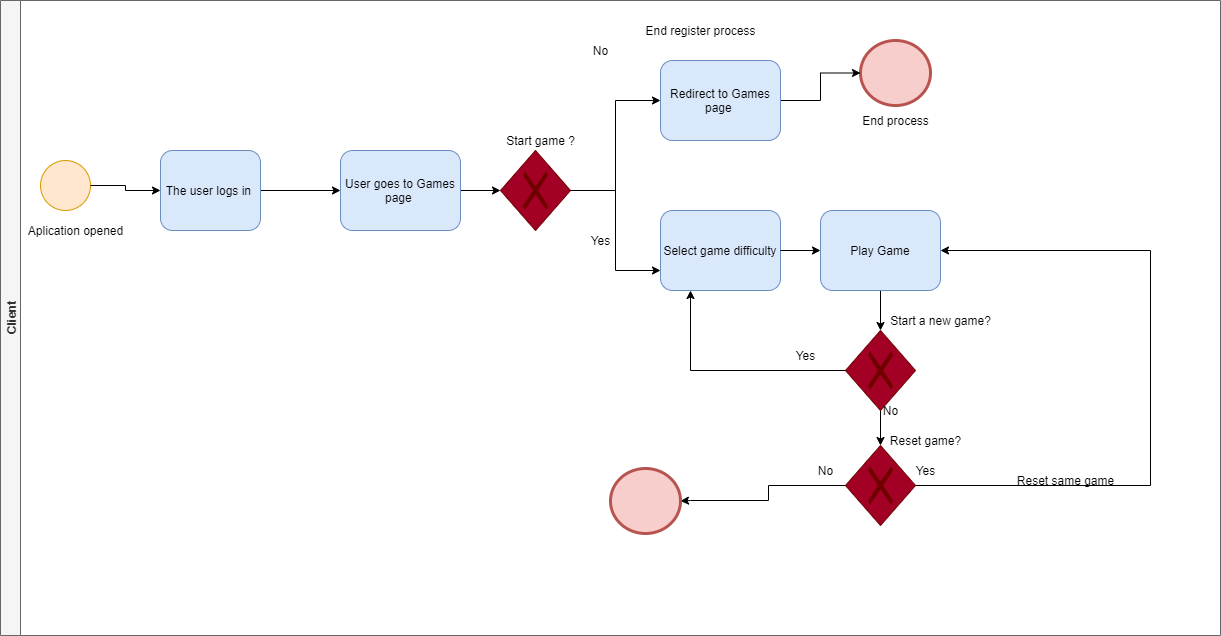 Client
Aplication opened
The user logs in
User goes to Games
page
Start game ?
No
End register process
Redirect to Games
page
End process
Yes
Select game difficulty
Play Game
Start a new game?
Yes
No
Reset game?
No
Yes
Reset same game